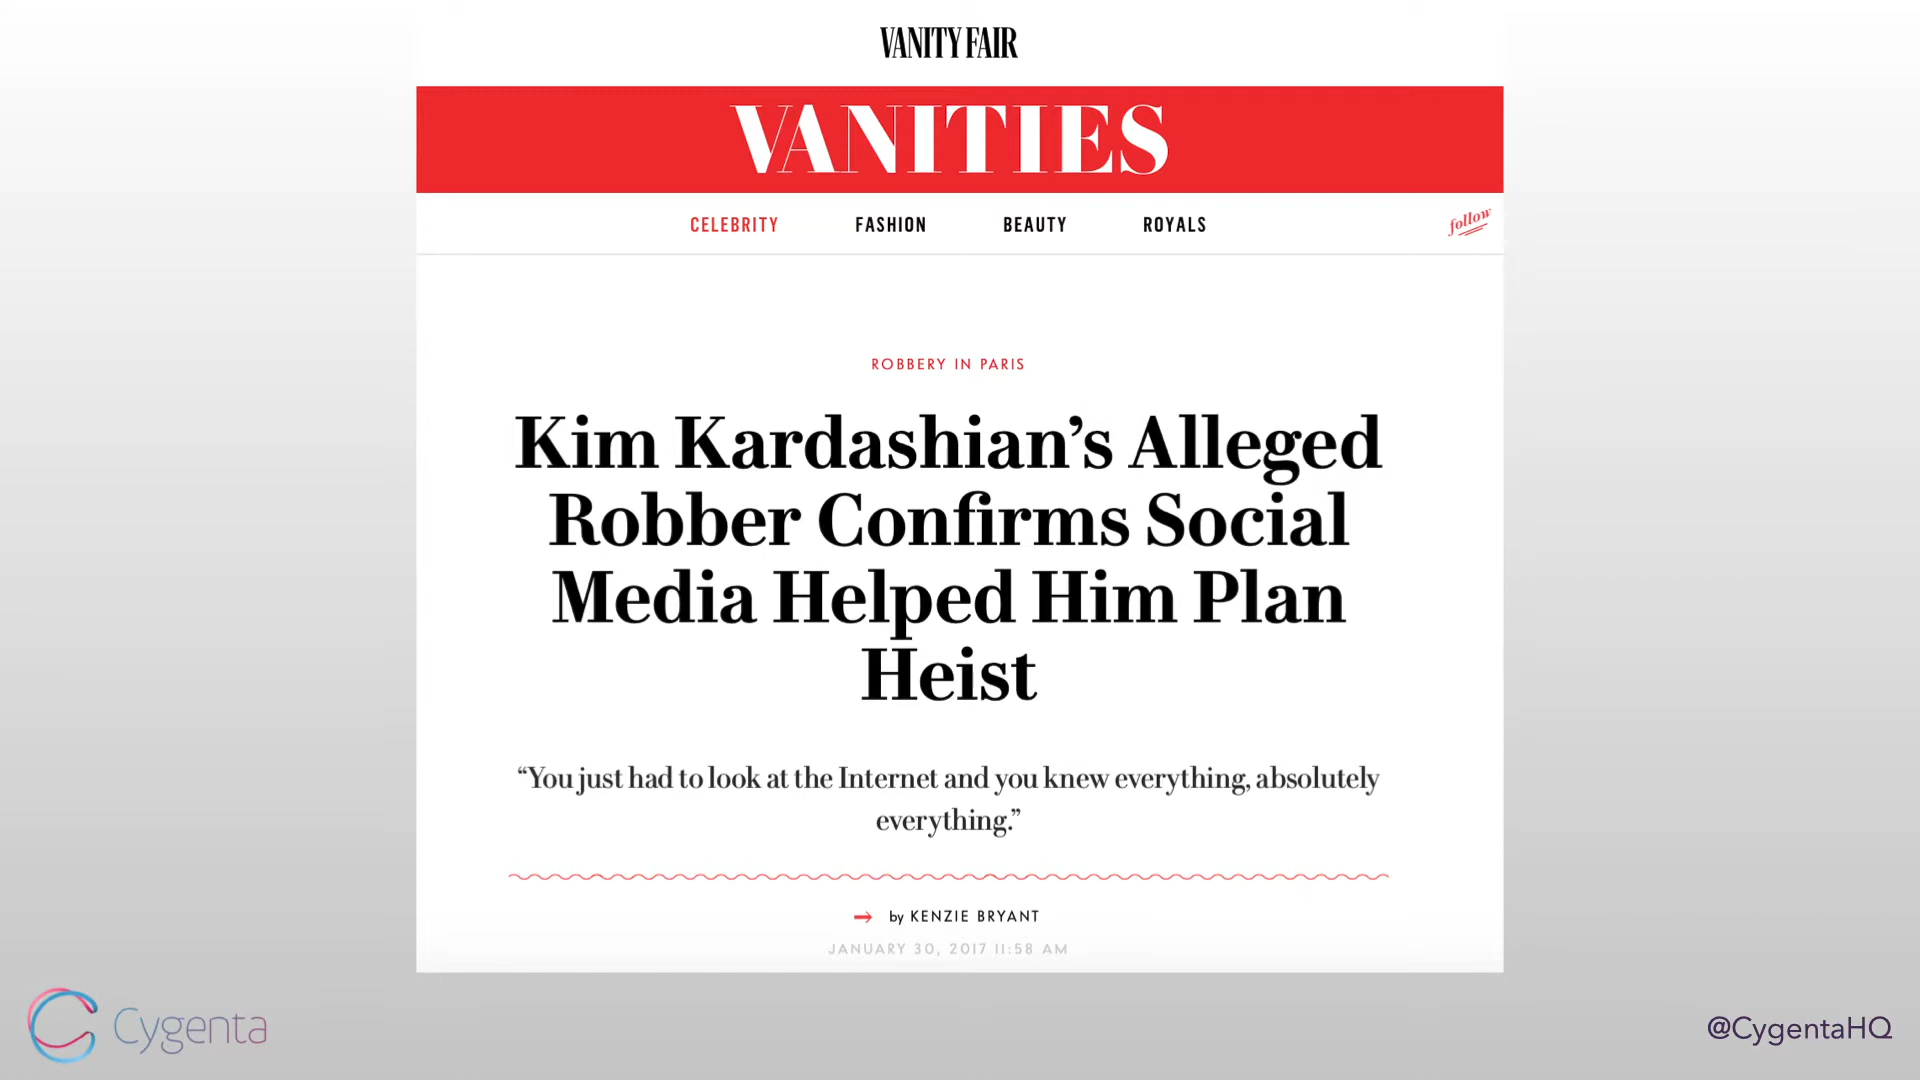 VANITY FAIR
VANITIES
CELEBRITY FASHION BEAUTY ROYALS follow
ROBBERY IN PARIS
Kim Kardashian’s Alleged
Robber Confirms Social
Media Helped Him Plan
Heist
“You just had to look at the Internet and you knew everything, absolutely
everything.”
by KENZIE BRYANT
JANUARY 30, 2017 11:58 AM
Cygenta
@CygentaHQ